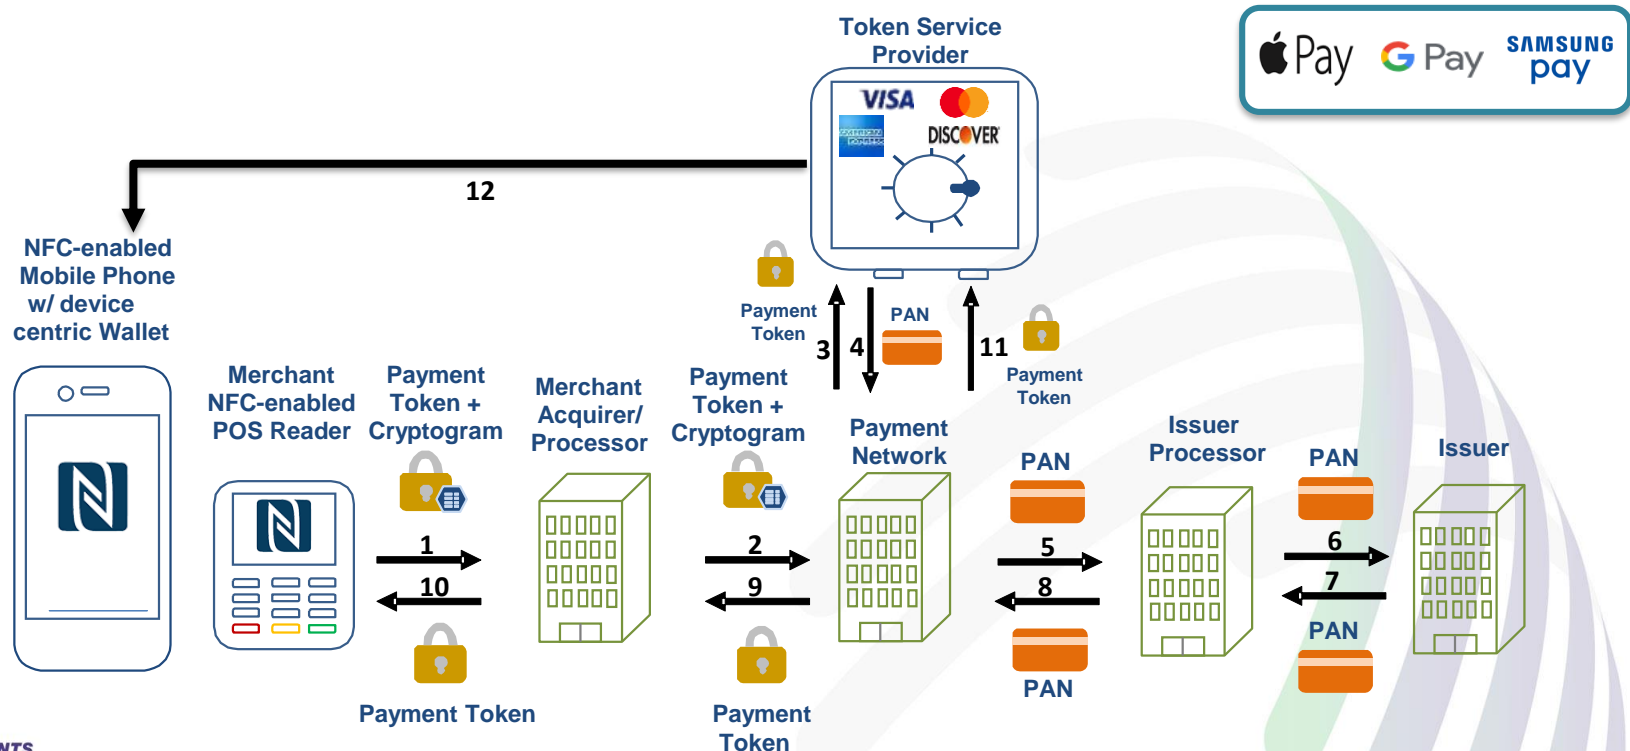 Token Service
Provider
Pay
G Pay
SAMSUNG
pay
VISA
AMERICAN
EXPRESS
DISCOVER
12
NFC-enabled
Mobile Phone
w/ device
centric Wallet
Payment
Token
3
4
PAN
11
Payment
Token
Merchant
NFC-enabled
POS Reader
Payment
Token +
Cryptogram
Merchant
Acquirer/
Processor
Payment
Token +
Cryptogram
Payment
Network
PAN
Issuer
Processor
PAN
Issuer
1
10
2
9
5
8
6
7
Payment Token
Payment
Token
PAN
PAN
NTS